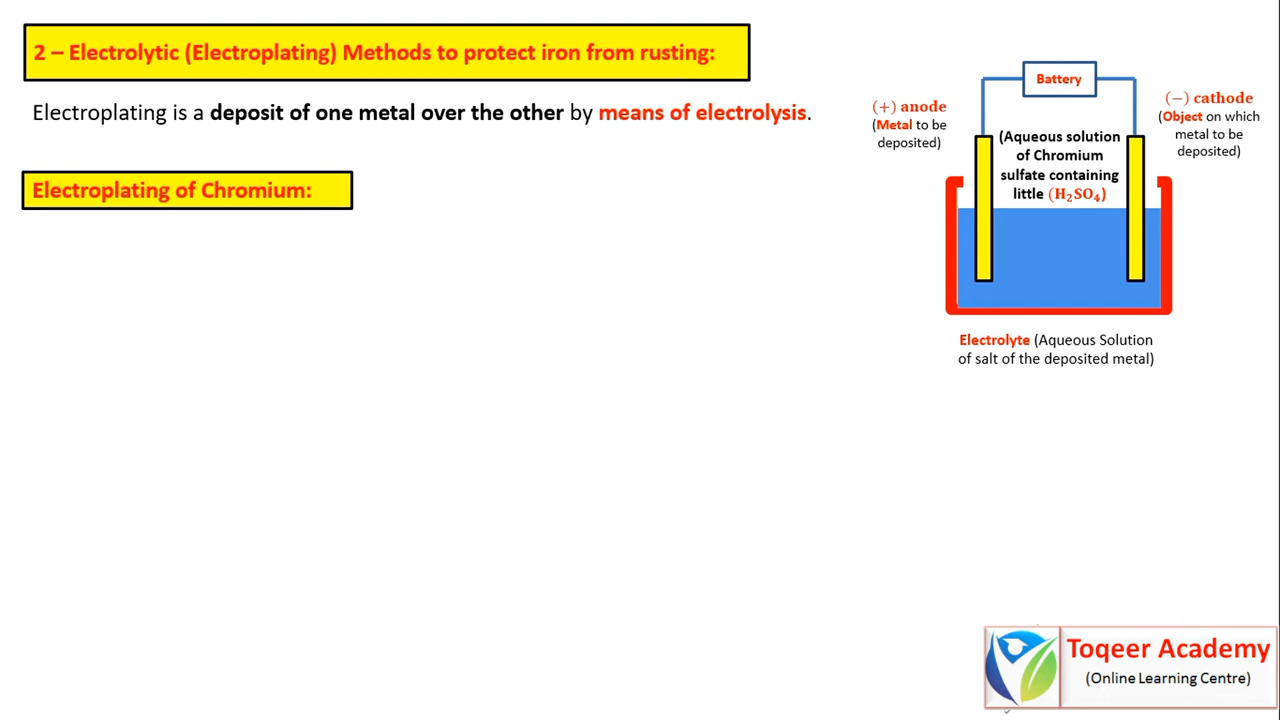 2 – Electrolytic (Electroplating) Methods to protect iron from rusting:
Electroplating is a deposit of one metal over the other by means of electrolysis.
Electroplating of Chromium:
Battery
(+) anode
(Metal to be
deposited)
(−) cathode
(Object on which
metal to be
deposited)
(Aqueous solution
of Chromium
sulfate containing
little (H₂SO₄)
Electrolyte (Aqueous Solution
of salt of the deposited metal)
Toqeer Academy
(Online Learning Centre)